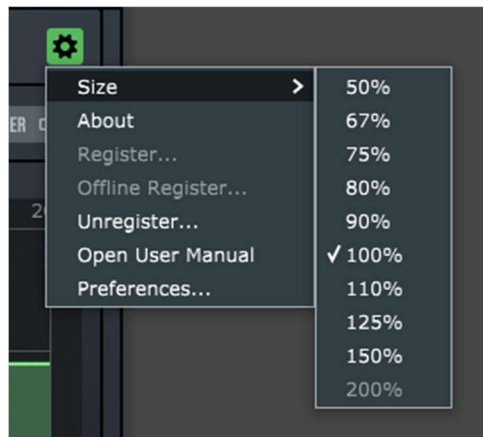 Size
About
Register...
Offline Register...
Unregister...
Open User Manual
Preferences...
50%
67%
75%
80%
90%
✓ 100%
110%
125%
150%
200%